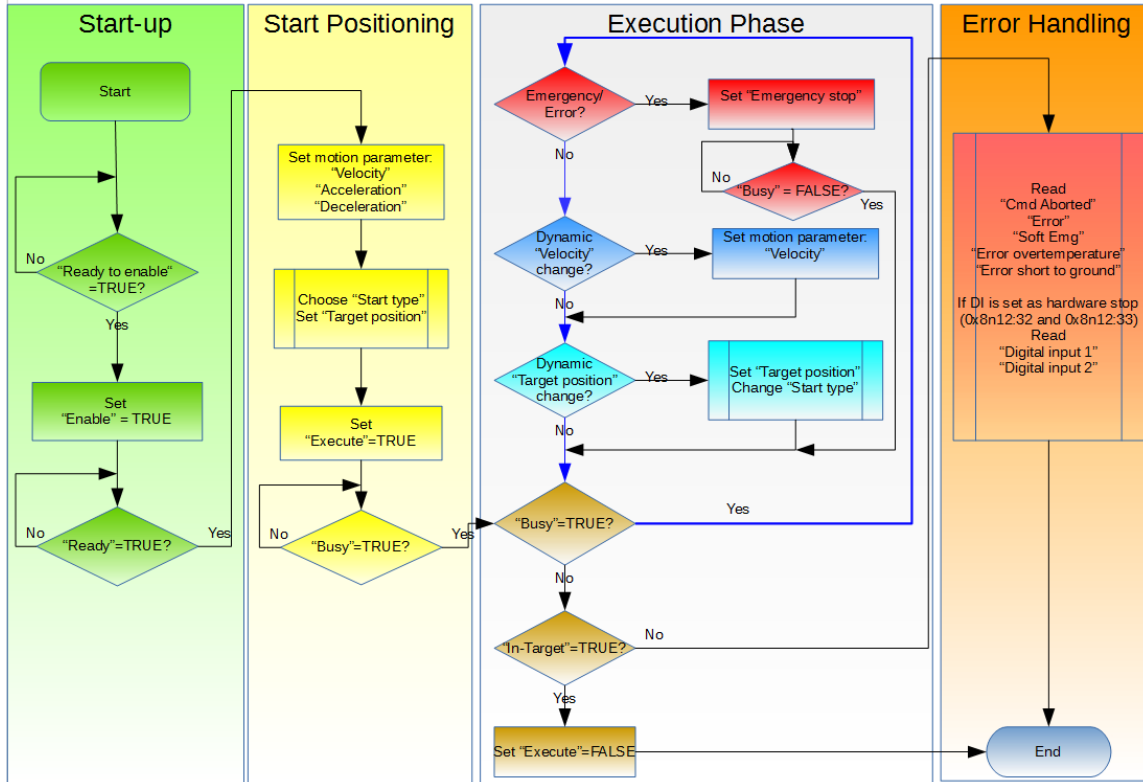 Start-up
Start
No
“Ready to enable“
=TRUE?
Yes
Set
“Enable” = TRUE
No
“Ready”=TRUE?
Yes
Start Positioning
Set motion parameter:
“Velocity”
“Acceleration”
“Deceleration”
Choose “Start type”
Set “Target position”
Set
“Execute”=TRUE
No
“Busy”=TRUE?
Yes
Execution Phase
Emergency/
Error?
Yes
Set “Emergency stop”
No
No
“Busy” = FALSE?
Yes
Dynamic
“Velocity”
change?
Yes
Set motion parameter:
“Velocity”
No
Dynamic
“Target position”
change?
Yes
Set “Target position”
Change “Start type”
No
“Busy”=TRUE?
Yes
No
“In-Target”=TRUE?
No
Yes
Set “Execute”=FALSE
Error Handling
Read
“Cmd Aborted”
“Error”
“Soft Emg”
“Error overtemperature”
“Error short to ground”
If DI is set as hardware stop
(0x8n12:32 and 0x8n12:33)
Read
“Digital input 1”
“Digital input 2”
End